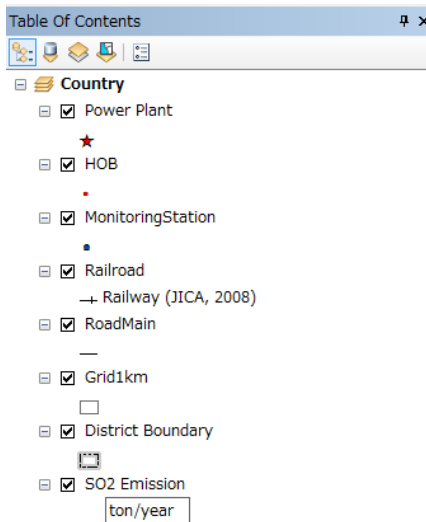 Table Of Contents
Country
Power Plant
HOB
MonitoringStation
Railroad
Railway (JICA, 2008)
RoadMain
Grid1km
District Boundary
SO2 Emission
ton/year